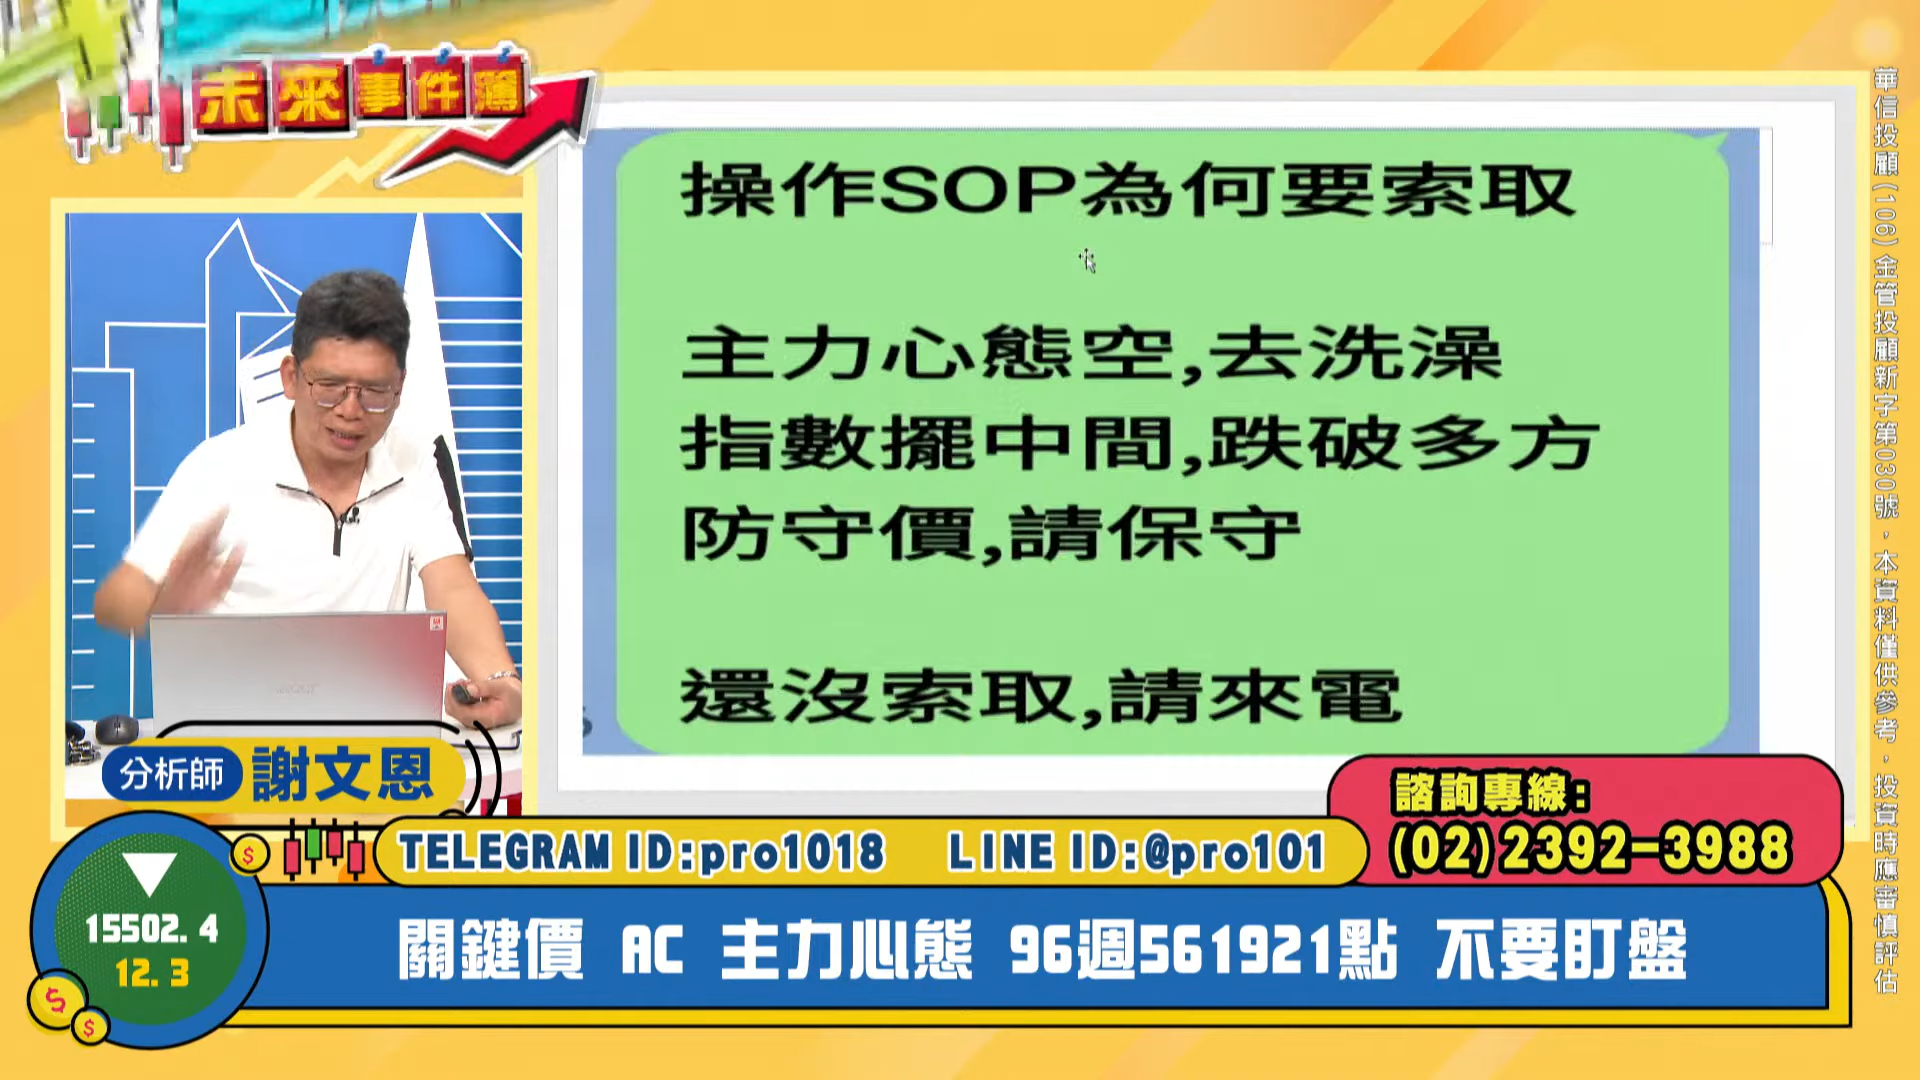 未來事件簿
操作SOP為何要索取
主力心態空,去洗澡
指數擺中間,跌破多方
防守價,請保守
還沒索取,請來電
分析師 謝文恩
諮詢專線:
(02)2392-3988
TELEGRAM ID:pro1018 LINE ID:@pro101
15502.4
12.3
關鍵價 AC 主力心態 96週561921點 不要盯盤
華信投顧(106)金管投顧新字第030號，本資料僅供參考，投資時應審慎評估